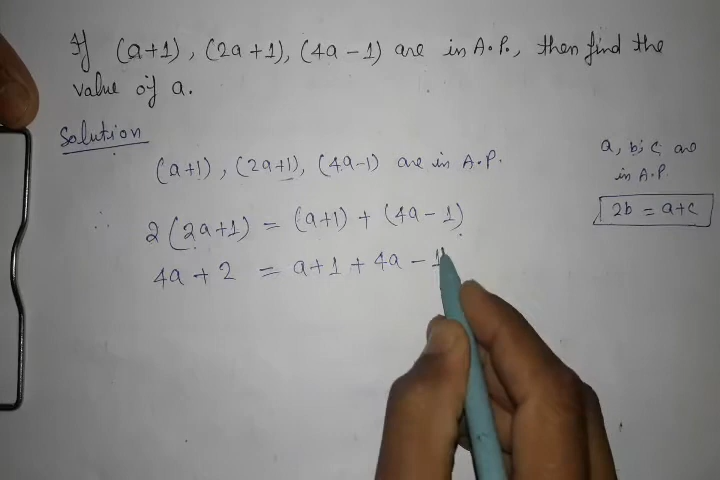 If (a+1), (2a+1), (4a-1) are in A.P., then find the
value of a.
Solution
(a+1), (2a+1), (4a-1) are in A.P.
a, b, c are
in A.P.
2b = a+c
∴ 2(2a+1) = (a+1) + (4a-1)
4a + 2 = a+1 + 4a - 1